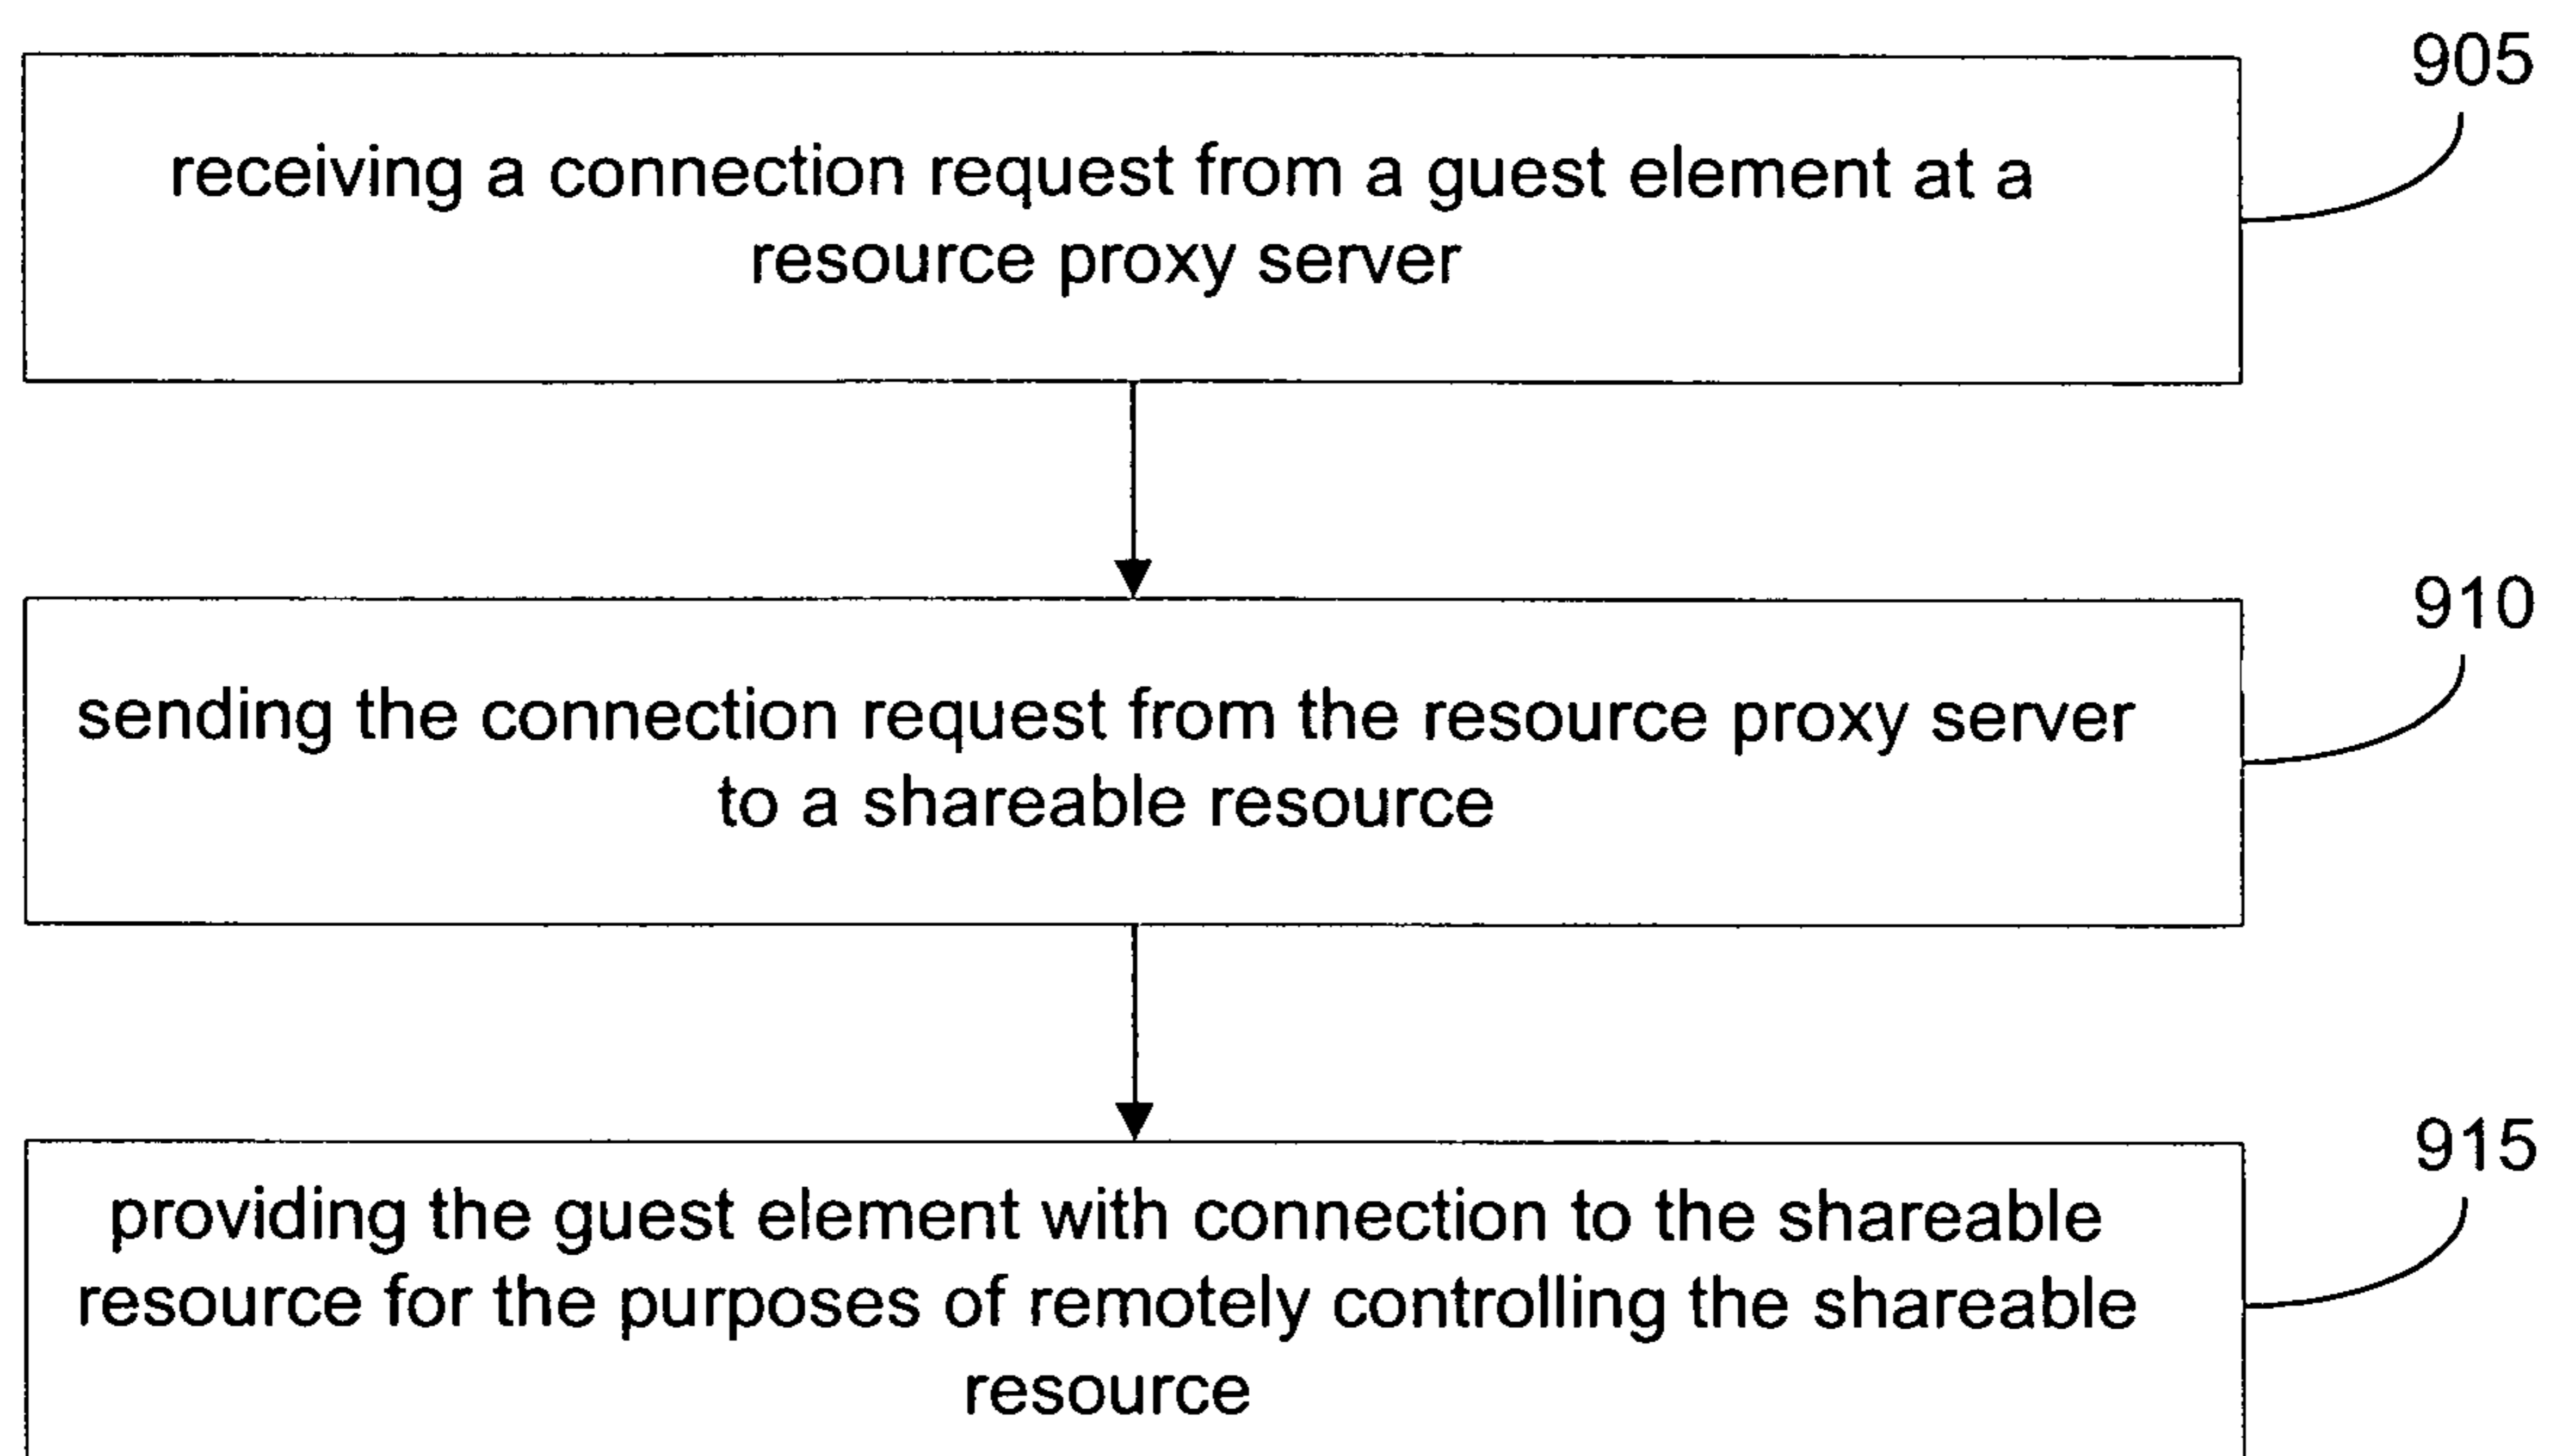 905
receiving a connection request from a guest element at a
resource proxy server
910
sending the connection request from the resource proxy server
to a shareable resource
915
providing the guest element with connection to the shareable
resource for the purposes of remotely controlling the shareable
resource